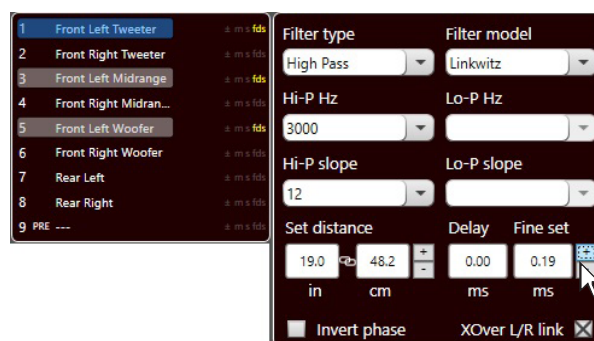 1 Front Left Tweeter ± m s fds
2 Front Right Tweeter ± m s fds
3 Front Left Midrange ± m s fds
4 Front Right Midran... ± m s fds
5 Front Left Woofer ± m s fds
6 Front Right Woofer ± m s fds
7 Rear Left ± m s fds
8 Rear Right ± m s fds
9 PRE --- ± m s fds
Filter type Filter model
High Pass Linkwitz
Hi-P Hz Lo-P Hz
3000
Hi-P slope Lo-P slope
12
Set distance Delay Fine set
19.0 48.2 + - 0.00 0.19 +
in cm ms ms
Invert phase XOver L/R link